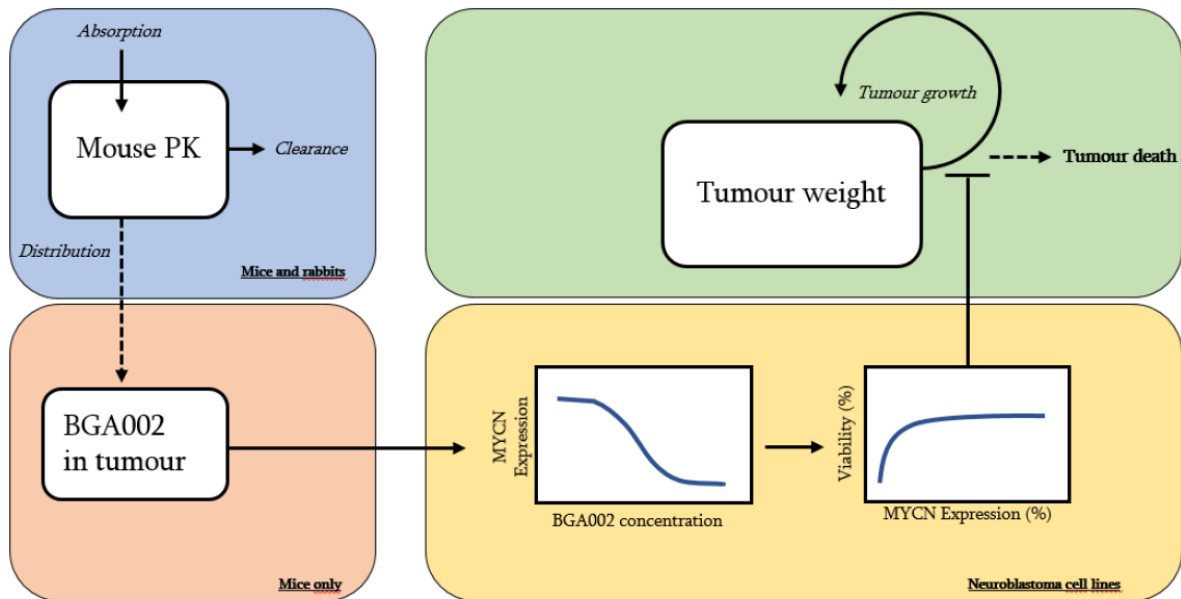 Absorption
Mouse PK
Clearance
Distribution
Mice and rabbits
Tumour growth
Tumour weight
Tumour death
BGA002
in tumour
Mice only
MYCN
Expression
BGA002 concentration
Viability (%)
MYCN Expression (%)
Neuroblastoma cell lines